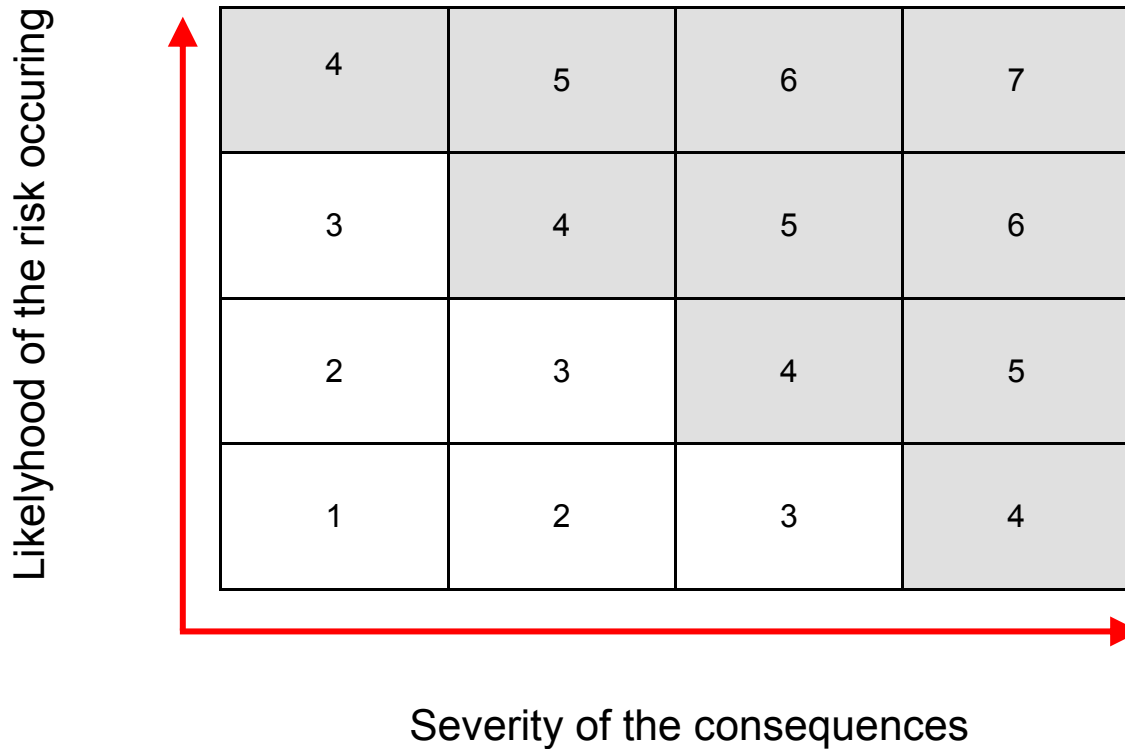 Likelyhood of the risk occuring
4 5 6 7
3 4 5 6
2 3 4 5
1 2 3 4
Severity of the consequences